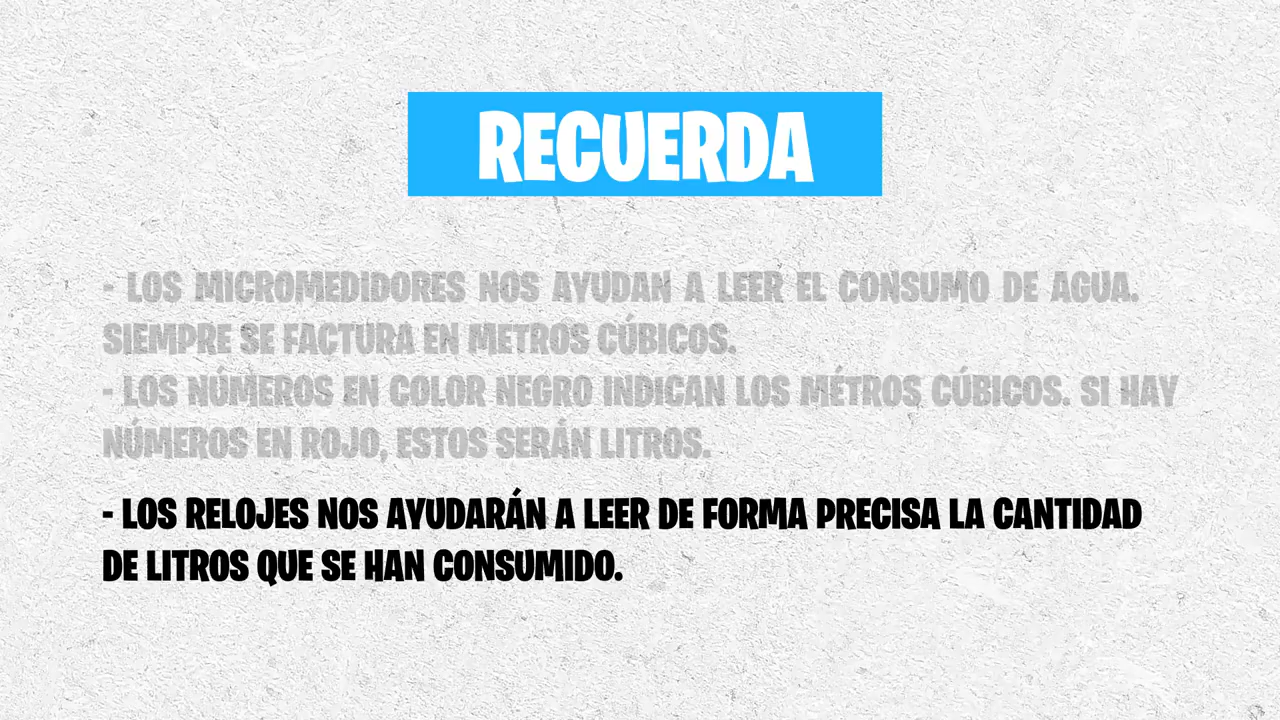 RECUERDA
- LOS MICROMEDIDORES NOS AYUDAN A LEER EL CONSUMO DE AGUA.
SIEMPRE SE FACTURA EN METROS CÚBICOS.
- LOS NÚMEROS EN COLOR NEGRO INDICAN LOS MÉTROS CÚBICOS. SI HAY
NÚMEROS EN ROJO, ESTOS SERÁN LITROS.
- LOS RELOJES NOS AYUDARÁN A LEER DE FORMA PRECISA LA CANTIDAD
DE LITROS QUE SE HAN CONSUMIDO.